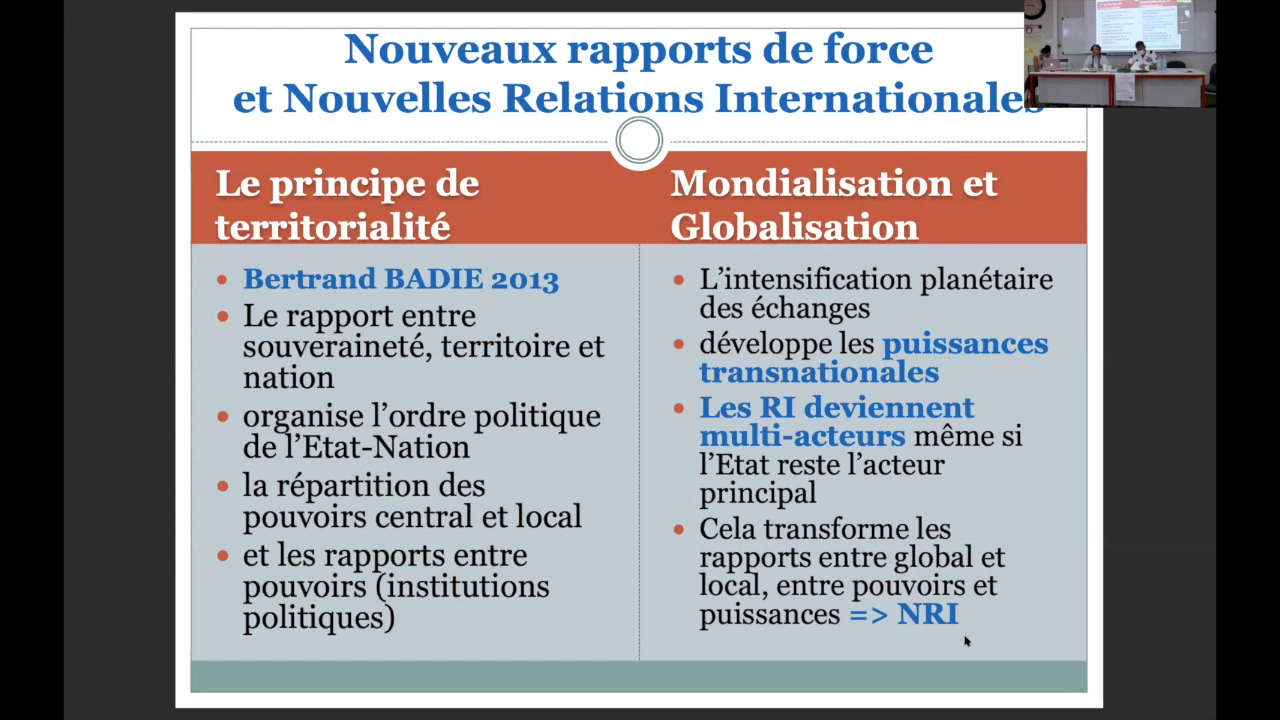 Nouveaux rapports de force
et Nouvelles Relations Internationales
Le principe de
territorialité
Bertrand BADIE 2013
Le rapport entre
souveraineté, territoire et
nation
organise l'ordre politique
de l'Etat-Nation
la répartition des
pouvoirs central et local
et les rapports entre
pouvoirs (institutions
politiques)
Mondialisation et
Globalisation
L'intensification planétaire
des échanges
développe les puissances
transnationales
Les RI deviennent
multi-acteurs même si
l'Etat reste l'acteur
principal
Cela transforme les
rapports entre global et
local, entre pouvoirs et
puissances => NRI